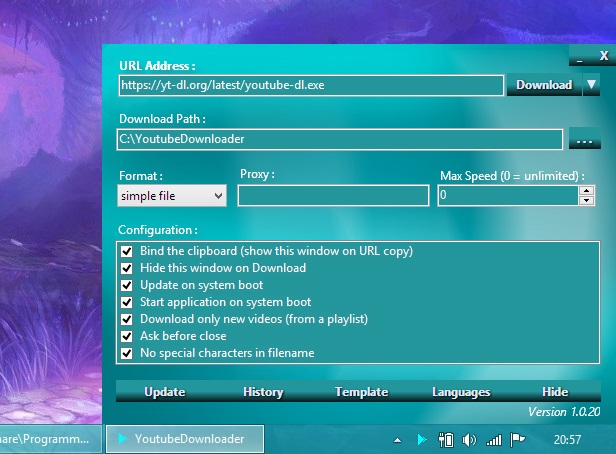 _ X
URL Address :
https://yt-dl.org/latest/youtube-dl.exe
Download
Download Path :
C:\YoutubeDownloader
...
Format : Proxy : Max Speed (0 = unlimited) :
simple file 0
Configuration :
Bind the clipboard (show this window on URL copy)
Hide this window on Download
Update on system boot
Start application on system boot
Download only new videos (from a playlist)
Ask before close
No special characters in filename
Update History Template Languages Hide
Version 1.0.20
nare\Programm... YoutubeDownloader 20:57